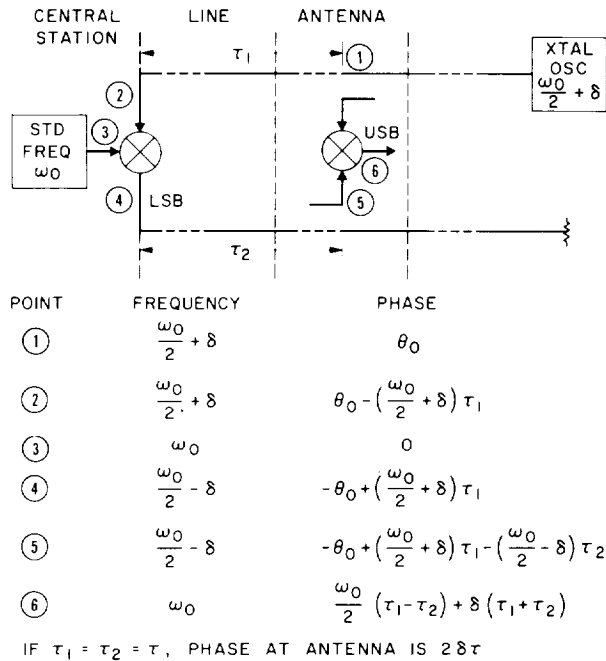 CENTRAL STATION
LINE
ANTENNA
τ₁
①
XTAL OSC ω₀/2 + δ
②
STD FREQ ω₀
③
USB
⑥
④
LSB
⑤
τ₂
POINT FREQUENCY PHASE
① ω₀/2 + δ θ₀
② ω₀/2 + δ θ₀ - (ω₀/2 + δ) τ₁
③ ω₀ 0
④ ω₀/2 - δ -θ₀ + (ω₀/2 + δ) τ₁
⑤ ω₀/2 - δ -θ₀ + (ω₀/2 + δ) τ₁ - (ω₀/2 - δ) τ₂
⑥ ω₀ ω₀/2 (τ₁-τ₂) + δ (τ₁+τ₂)
IF τ₁ = τ₂ = τ, PHASE AT ANTENNA IS 2δτ